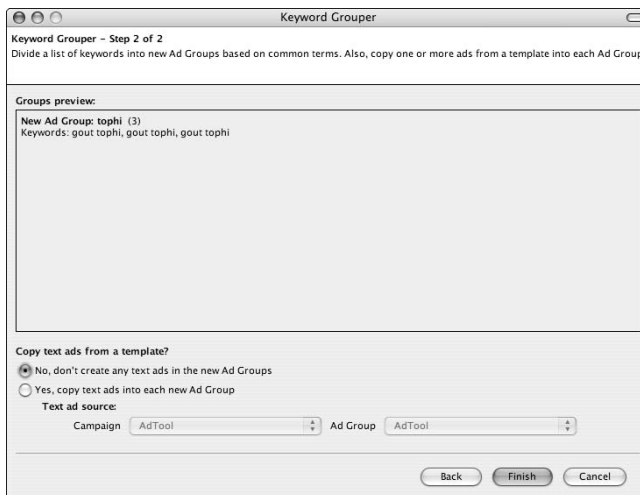 Keyword Grouper
Keyword Grouper – Step 2 of 2
Divide a list of keywords into new Ad Groups based on common terms. Also, copy one or more ads from a template into each Ad Group
Groups preview:
New Ad Group: tophi (3)
Keywords: gout tophi, gout tophi, gout tophi
Copy text ads from a template?
No, don't create any text ads in the new Ad Groups
Yes, copy text ads into each new Ad Group
Text ad source:
Campaign AdTool Ad Group AdTool
Back Finish Cancel